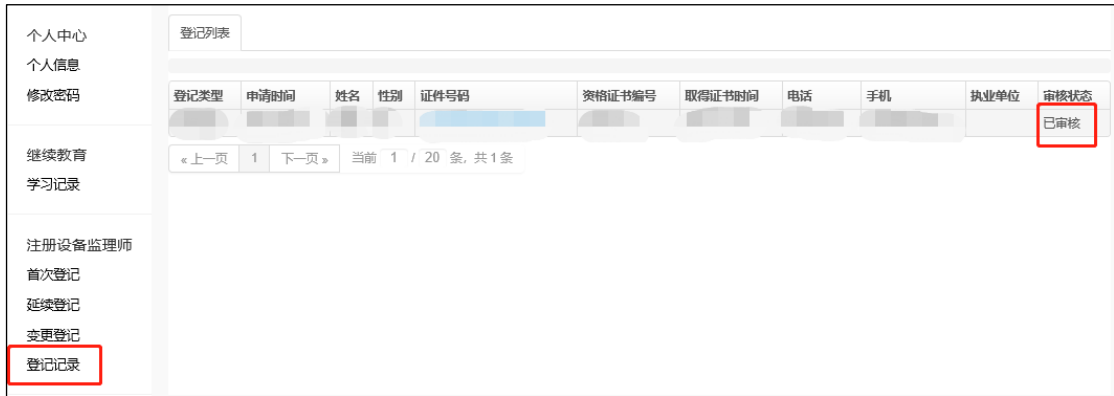 个人中心
个人信息
修改密码
继续教育
学习记录
注册设备监理师
首次登记
延续登记
变更登记
登记记录
登记列表
登记类型 申请时间 姓名 性别 证件号码 资格证书编号 取得证书时间 电话 手机 执业单位 审核状态
已审核
« 上一页 1 下一页 » 当前 1 / 20 条, 共 1 条